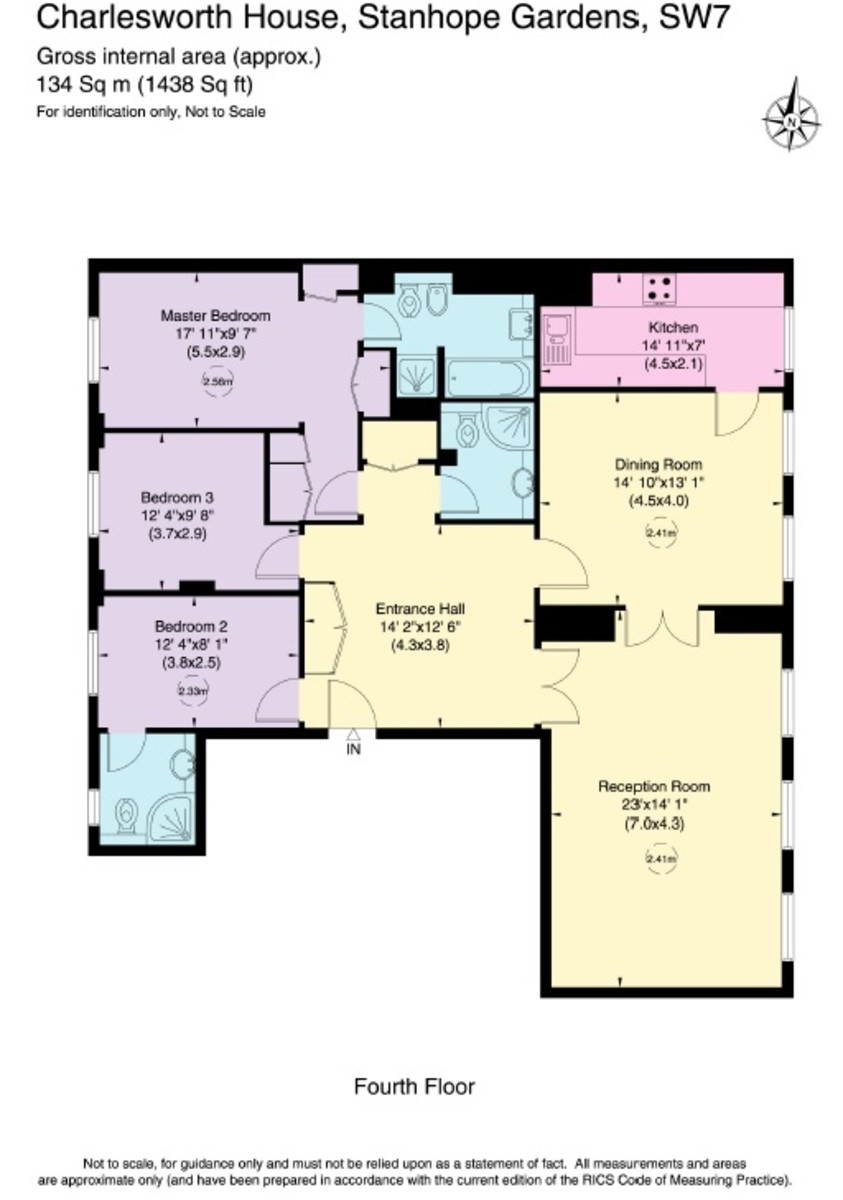 Charlesworth House, Stanhope Gardens, SW7
Gross internal area (approx.)
134 Sq m (1438 Sq ft)
For identification only, Not to Scale
N
Master Bedroom
17' 11"x9' 7"
(5.5x2.9)
2.56m
Kitchen
14' 11"x7'
(4.5x2.1)
Bedroom 3
12' 4"x9' 8"
(3.7x2.9)
Dining Room
14' 10"x13' 1"
(4.5x4.0)
2.41m
Bedroom 2
12' 4"x8' 1"
(3.8x2.5)
2.33m
Entrance Hall
14' 2"x12' 6"
(4.3x3.8)
IN
Reception Room
23'x14' 1"
(7.0x4.3)
2.41m
Fourth Floor
Not to scale, for guidance only and must not be relied upon as a statement of fact. All measurements and areas
are approximate only (and have been prepared in accordance with the current edition of the RICS Code of Measuring Practice).